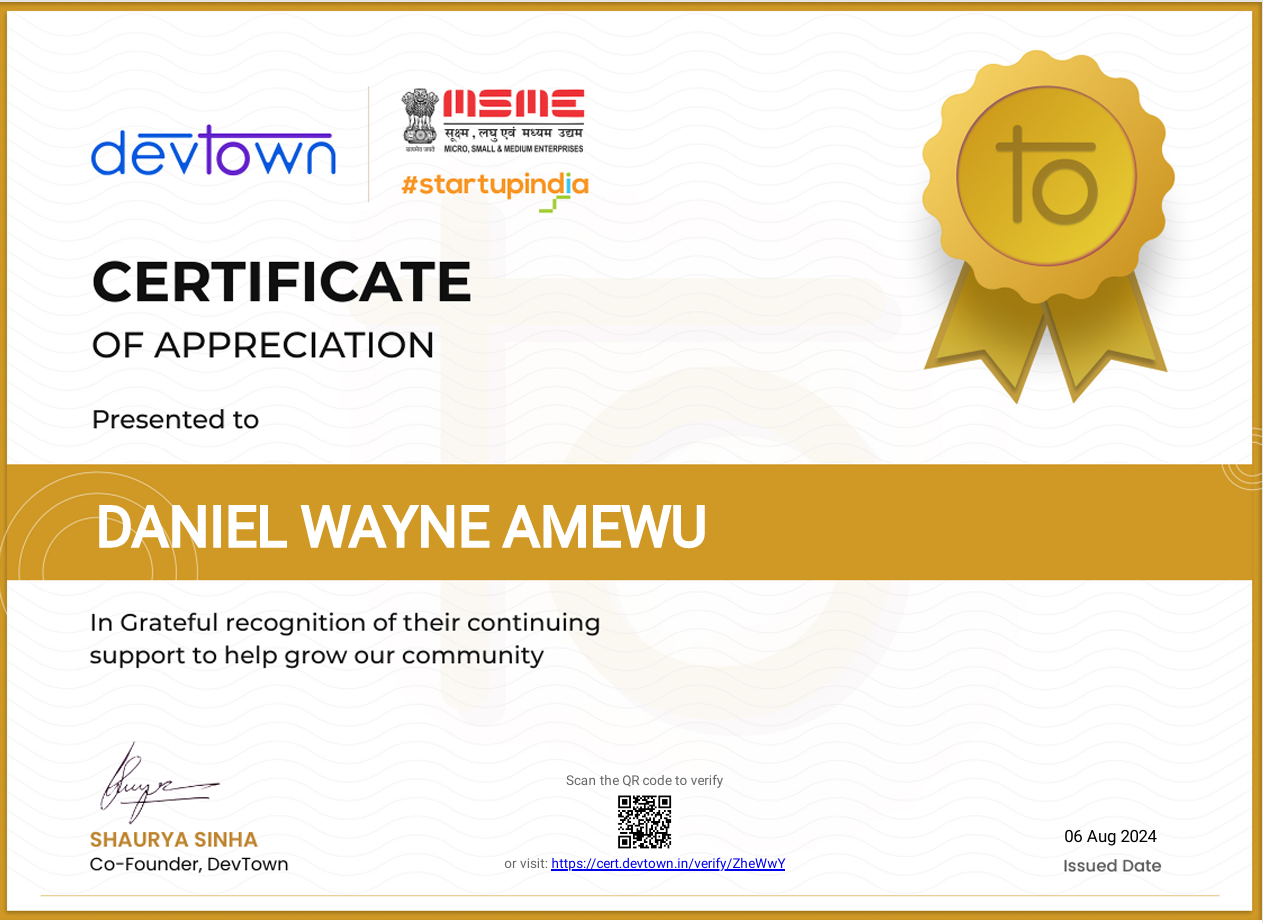 devtown
MSME
सूक्ष्म, लघु एवं मध्यम उद्यम
सत्यमेव जयते
MICRO, SMALL & MEDIUM ENTERPRISES
#startupindia
to
CERTIFICATE
OF APPRECIATION
Presented to
DANIEL WAYNE AMEWU
In Grateful recognition of their continuing
support to help grow our community
SHAURYA SINHA
Co-Founder, DevTown
Scan the QR code to verify
or visit: https://cert.devtown.in/verify/ZheWwY
06 Aug 2024
Issued Date